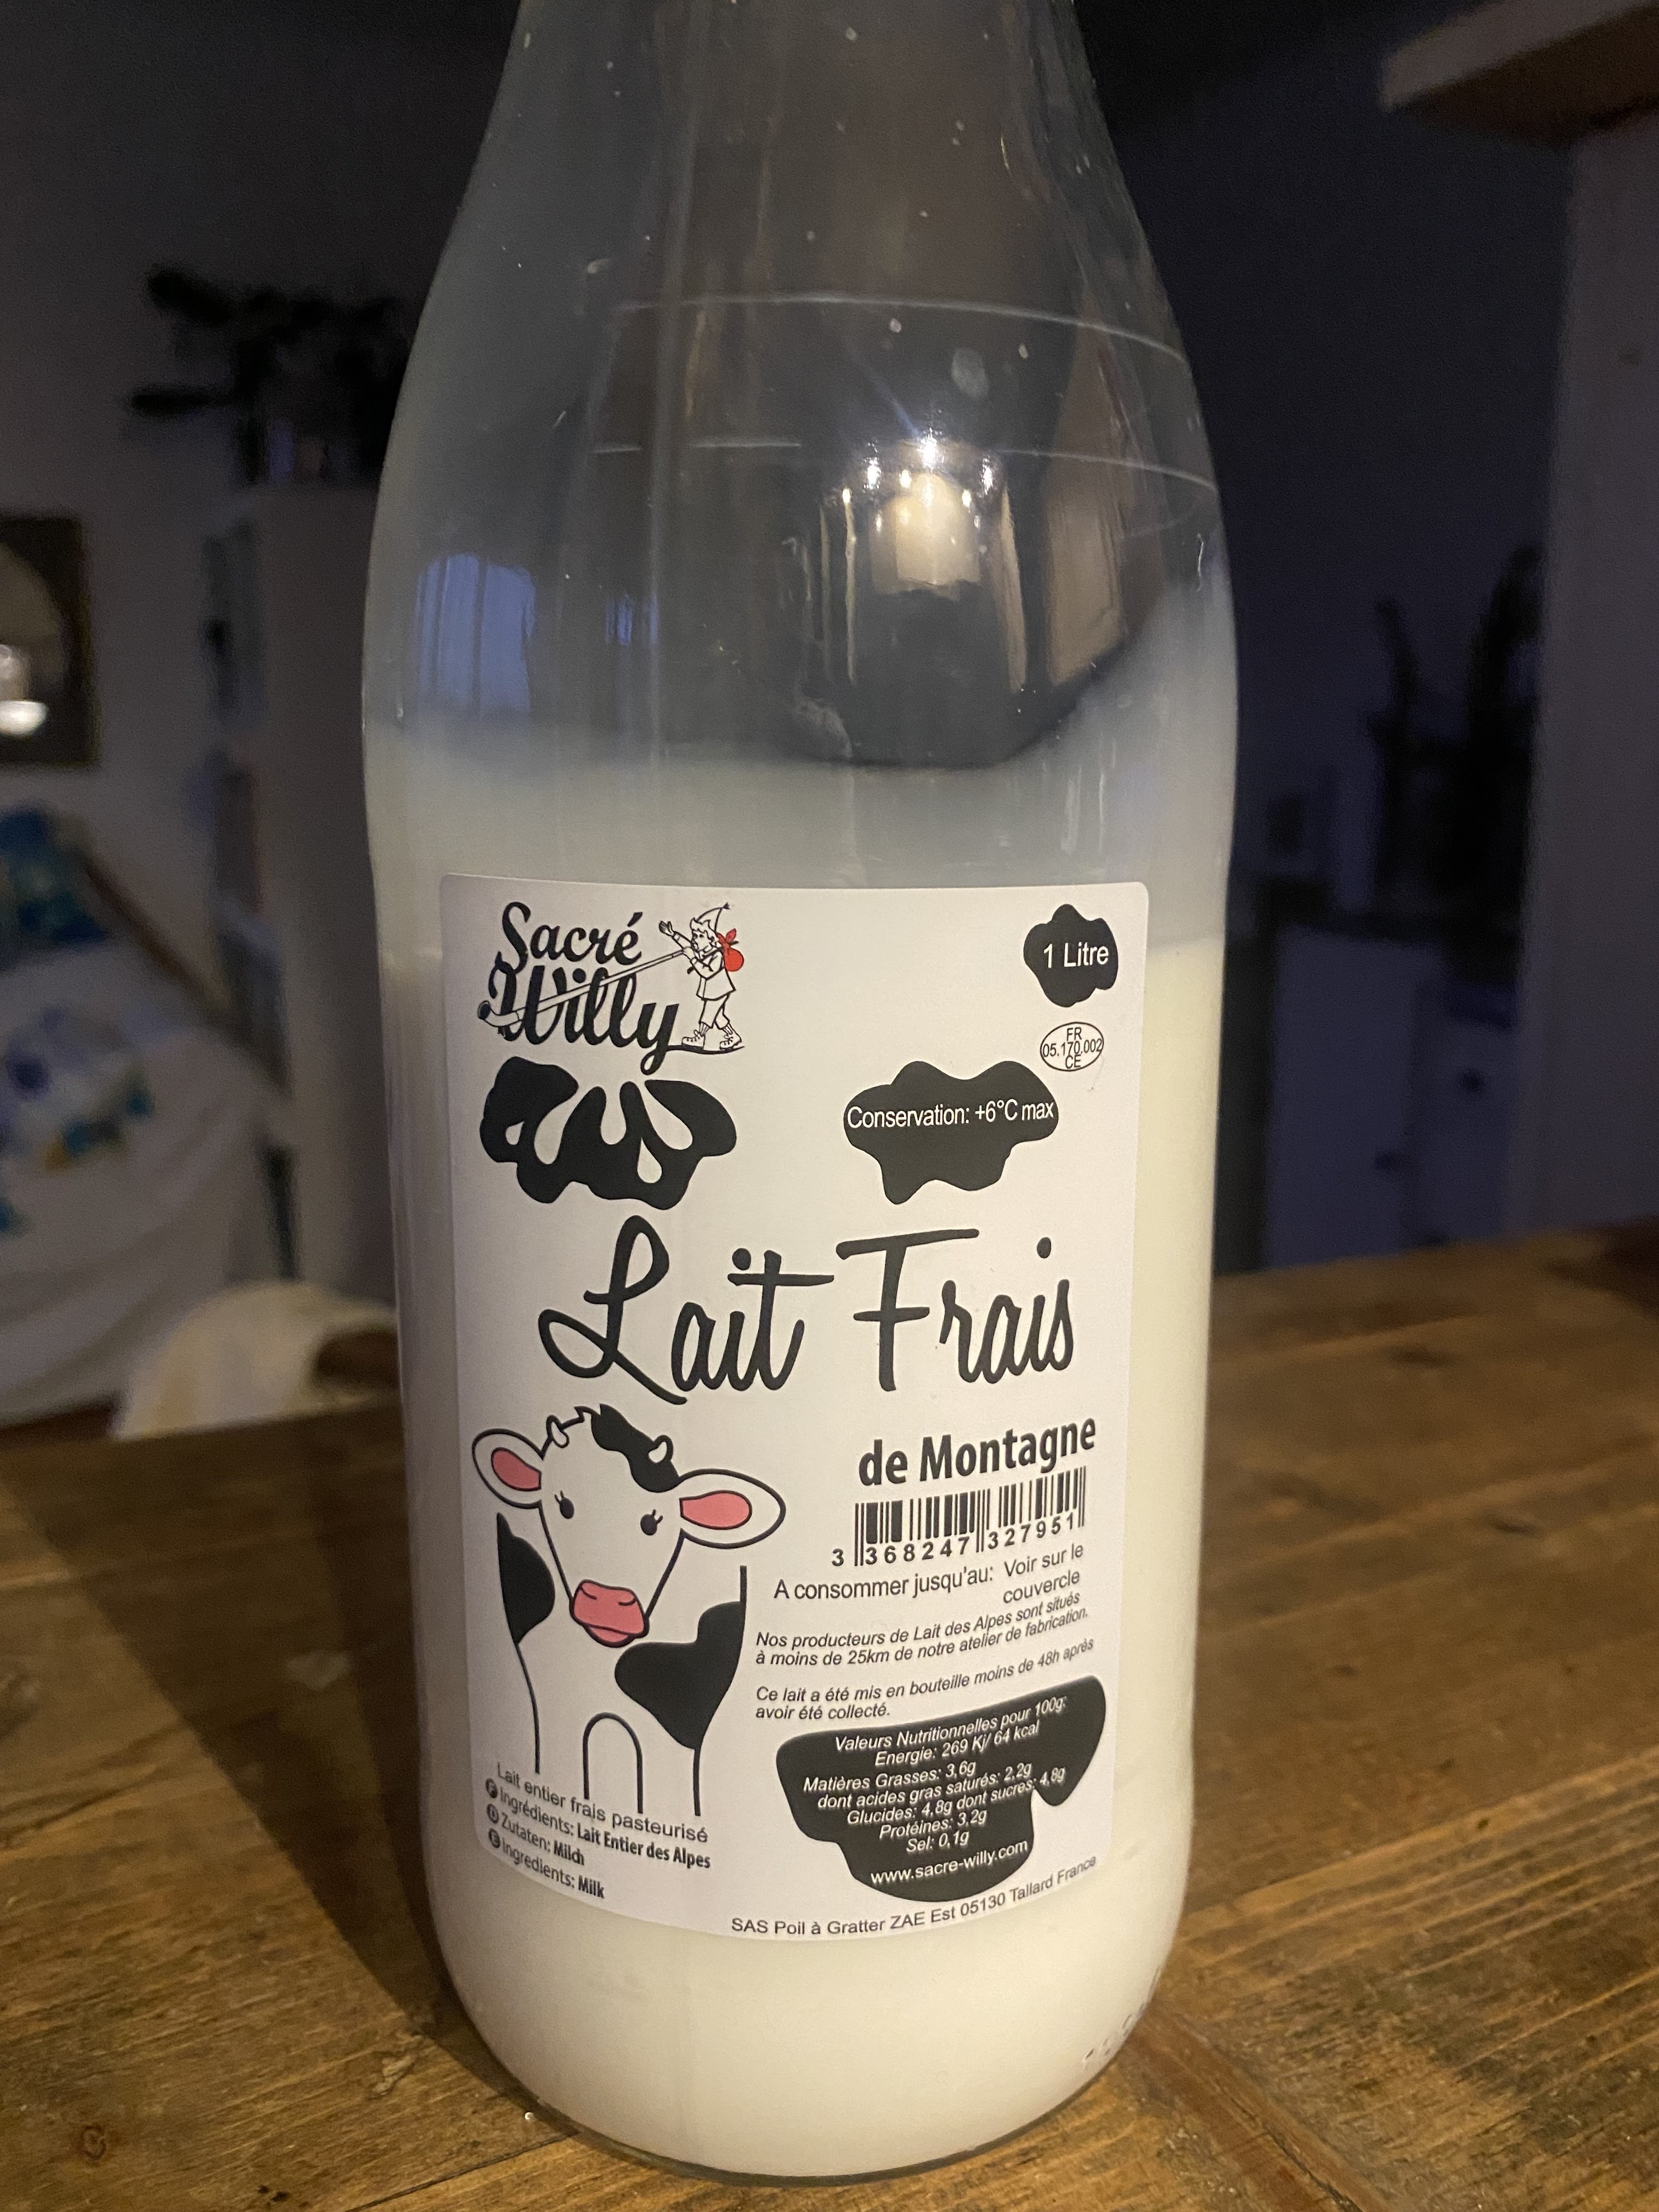 Sacré
Willy
1 Litre
FR
05.170.002
CE
Conservation: +6°C max
Lait Frais
de Montagne
3 368247 327951
A consommer jusqu'au: Voir sur le
couvercle
Nos producteurs de Lait des Alpes sont situés
à moins de 25km de notre atelier de fabrication.
Ce lait a été mis en bouteille moins de 48h après
avoir été collecté.
Valeurs Nutritionnelles pour 100g:
Energie: 269 Kj/ 64 kcal
Matières Grasses: 3,6g
dont acides gras saturés: 2,2g
Glucides: 4,8g dont sucres: 4,8g
Protéines: 3,2g
Sel: 0,1g
www.sacre-willy.com
Lait entier frais pasteurisé
F Ingrédients: Lait Entier des Alpes
D Zutaten: Milch
E Ingredients: Milk
SAS Poil à Gratter ZAE Est 05130 Tallard France